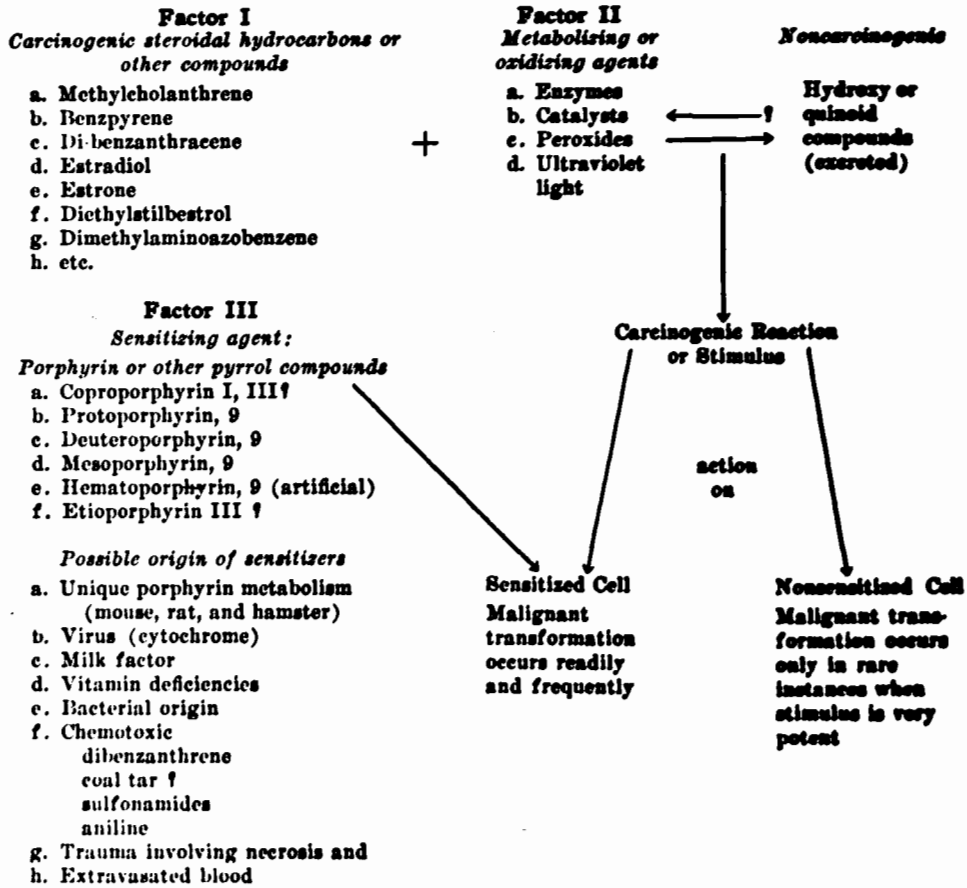 Factor I
Carcinogenic steroidal hydrocarbons or
other compounds
a. Methylcholanthrene
b. Benzpyrene
c. Di-benzanthracene
d. Estradiol
e. Estrone
f. Diethylstilbestrol
g. Dimethylaminoazobenzene
h. etc.
+
Factor II
Metabolizing or
oxidizing agents
a. Enzymes
b. Catalysts
c. Peroxides
d. Ultraviolet
light
?
Noncarcinogenic
Hydroxy or
quinoid
compounds
(excreted)
Factor III
Sensitizing agent:
Porphyrin or other pyrrol compounds
a. Coproporphyrin I, III?
b. Protoporphyrin, 9
c. Deuteroporphyrin, 9
d. Mesoporphyrin, 9
e. Hematoporphyrin, 9 (artificial)
f. Etioporphyrin III ?
Possible origin of sensitizers
a. Unique porphyrin metabolism
(mouse, rat, and hamster)
b. Virus (cytochrome)
c. Milk factor
d. Vitamin deficiencies
e. Bacterial origin
f. Chemotoxic
dibenzanthrene
coal tar ?
sulfonamides
aniline
g. Trauma involving necrosis and
h. Extravasated blood
Carcinogenic Reaction
or Stimulus
action
on
Sensitized Cell
Malignant
transformation
occurs readily
and frequently
Nonsensitized Cell
Malignant trans-
formation occurs
only in rare
instances when
stimulus is very
potent